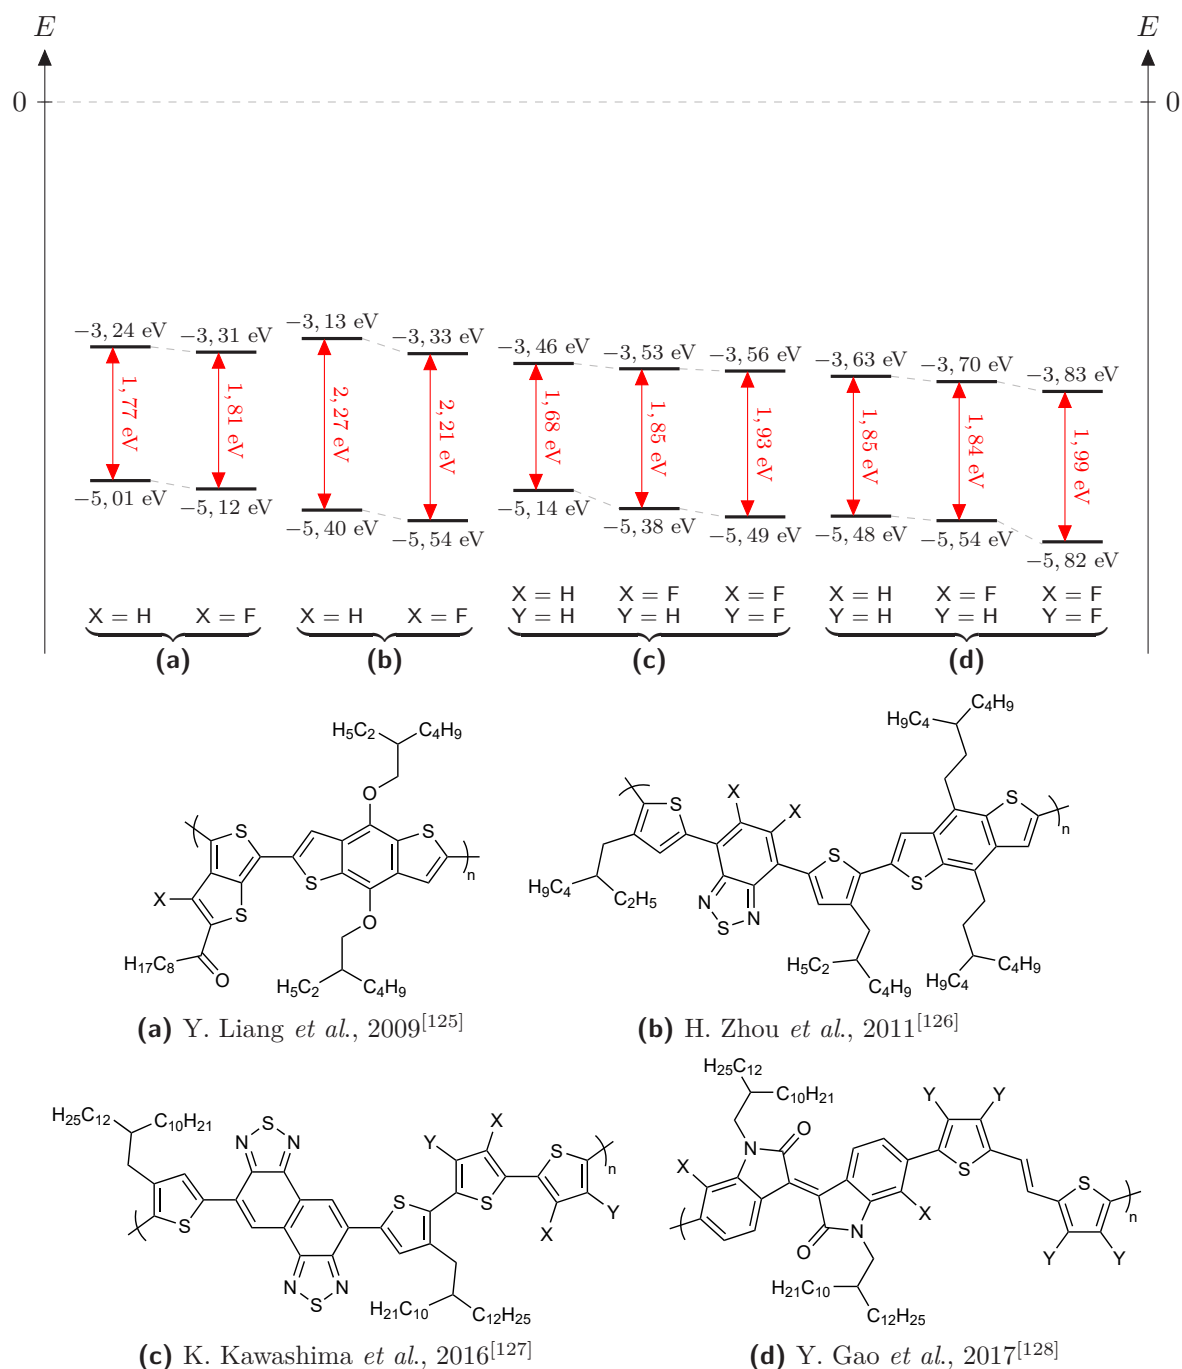 E E
0 0
−3,24 eV −3,31 eV −3,13 eV −3,33 eV −3,46 eV −3,53 eV −3,56 eV −3,63 eV −3,70 eV −3,83 eV
1,77 eV 1,81 eV 2,27 eV 2,21 eV 1,68 eV 1,85 eV 1,93 eV 1,85 eV 1,84 eV 1,99 eV
−5,01 eV −5,12 eV −5,40 eV −5,54 eV −5,14 eV −5,38 eV −5,49 eV −5,48 eV −5,54 eV −5,82 eV
X = H X = F X = F X = H X = F X = F
X = H X = F X = H X = F Y = H Y = H Y = F Y = H Y = H Y = F
(a) (b) (c) (d)
H5C2 C4H9
O
S S
S S
X
n
O
H17C8 O
H5C2 C4H9
(a) Y. Liang et al., 2009[125]
H9C4 C4H9
X X
S S
n
H9C4 C2H5
N N
S
S
S
H5C2 C4H9
H9C4 C4H9
(b) H. Zhou et al., 2011[126]
H25C12 C10H21
S
N N
Y X
S S S S
n
X Y
N N
S
H21C10 C12H25
(c) K. Kawashima et al., 2016[127]
H25C12
C10H21
N O
Y Y
X
S S
n
X
O N
Y Y
H21C10
C12H25
(d) Y. Gao et al., 2017[128]